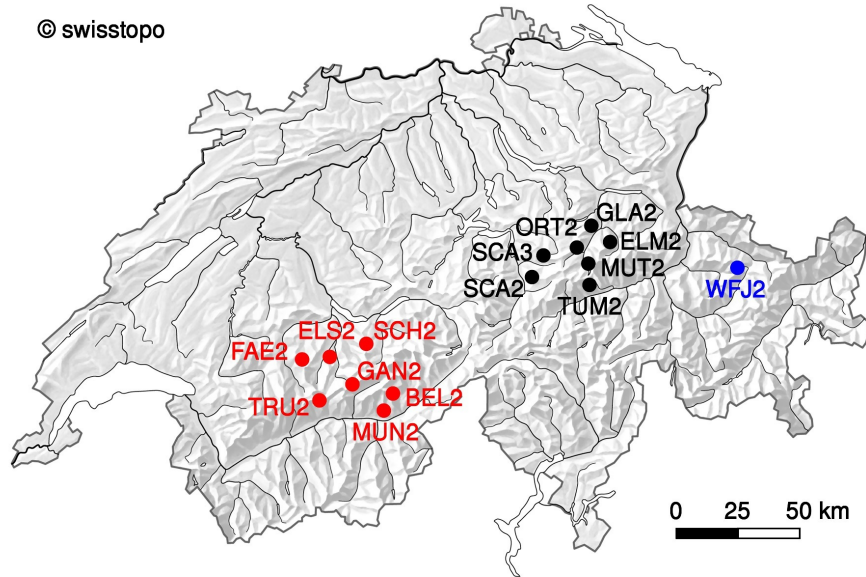 © swisstopo
GLA2
ORT2
ELM2
SCA3
MUT2
SCA2
WFJ2
TUM2
ELS2
SCH2
FAE2
GAN2
BEL2
TRU2
MUN2
0 25 50 km